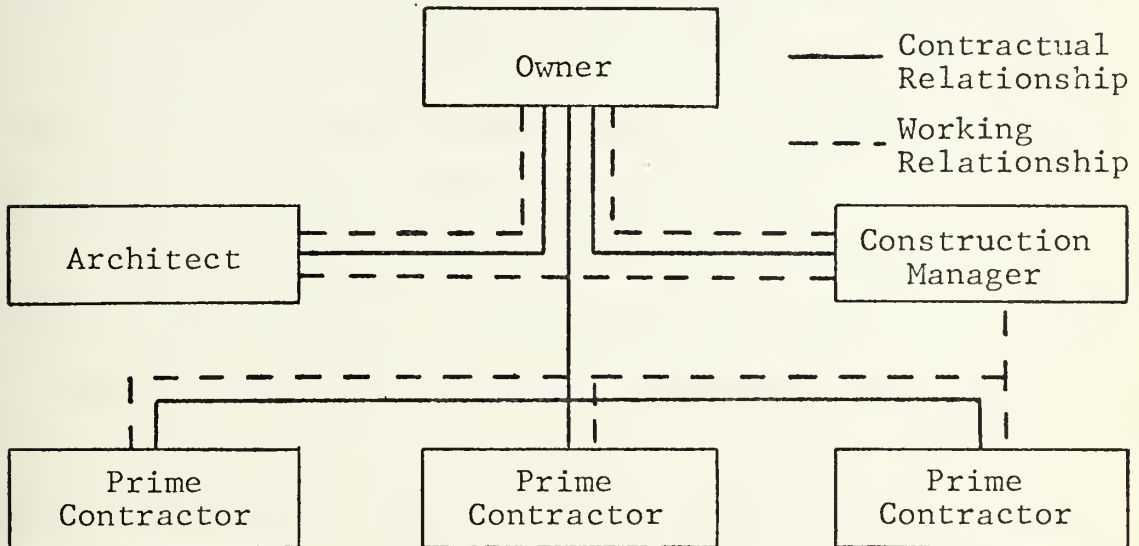 Owner
Contractual
Relationship
Working
Relationship
Architect
Construction
Manager
Prime
Contractor
Prime
Contractor
Prime
Contractor